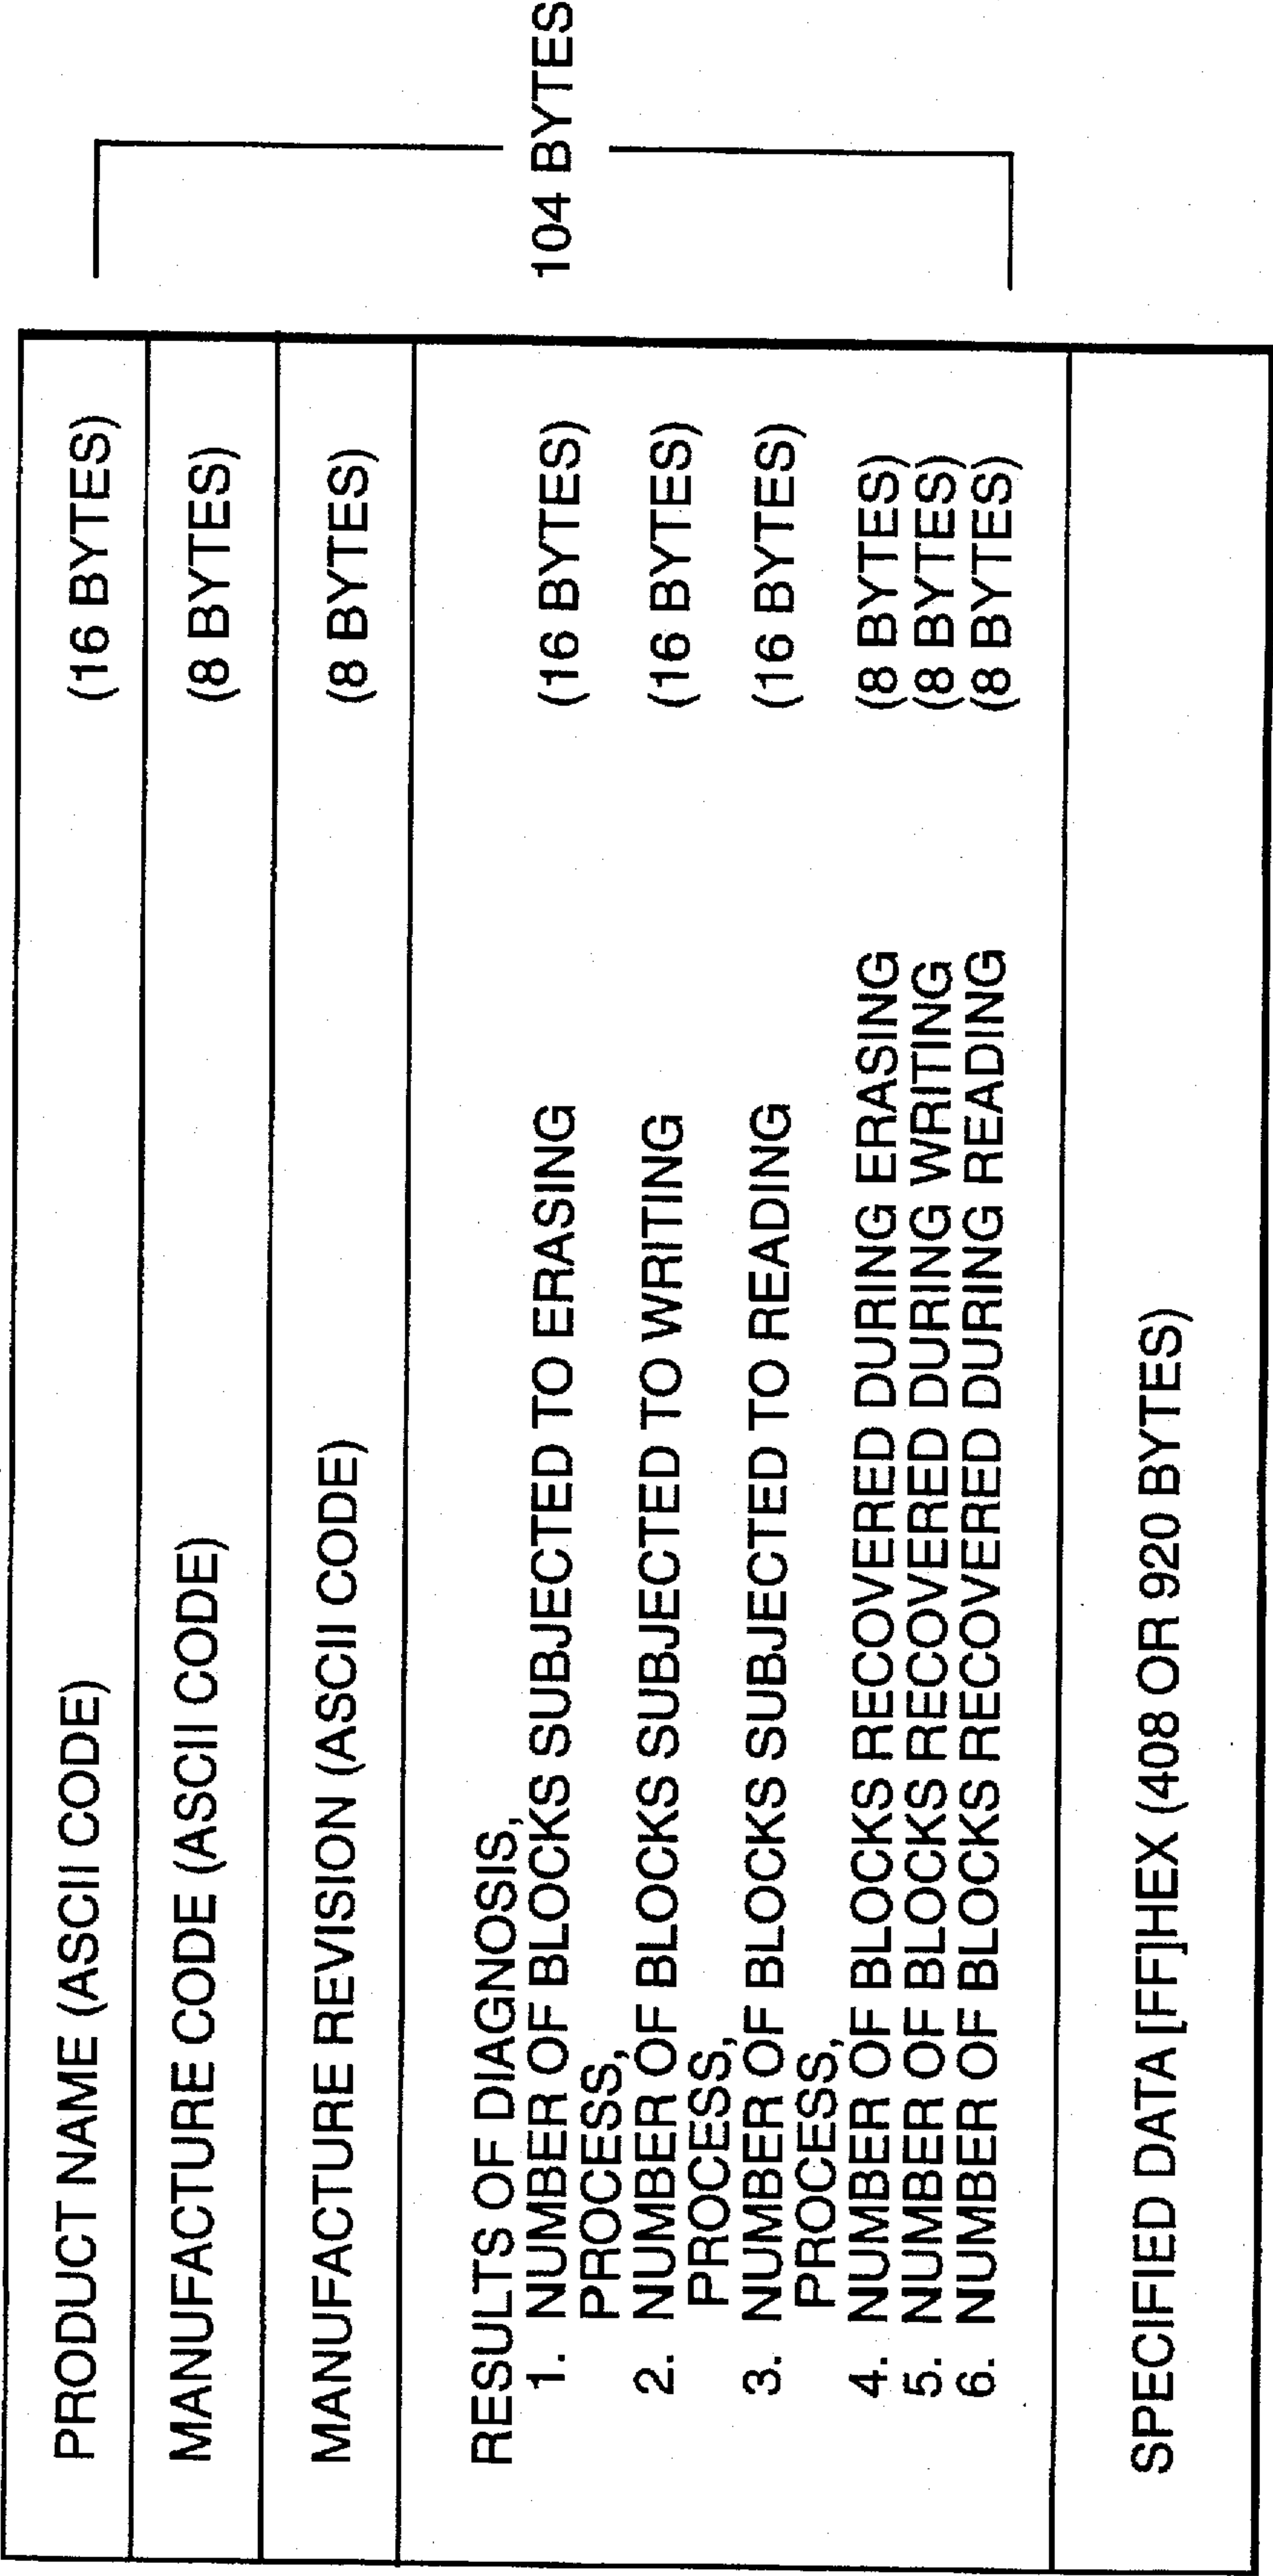 PRODUCT NAME (ASCII CODE) (16 BYTES)
MANUFACTURE CODE (ASCII CODE) (8 BYTES)
MANUFACTURE REVISION (ASCII CODE) (8 BYTES)
RESULTS OF DIAGNOSIS,
1. NUMBER OF BLOCKS SUBJECTED TO ERASING (16 BYTES)
PROCESS,
2. NUMBER OF BLOCKS SUBJECTED TO WRITING (16 BYTES)
PROCESS,
3. NUMBER OF BLOCKS SUBJECTED TO READING (16 BYTES)
PROCESS,
4. NUMBER OF BLOCKS RECOVERED DURING ERASING (8 BYTES)
5. NUMBER OF BLOCKS RECOVERED DURING WRITING (8 BYTES)
6. NUMBER OF BLOCKS RECOVERED DURING READING (8 BYTES)
104 BYTES
SPECIFIED DATA [FF]HEX (408 OR 920 BYTES)